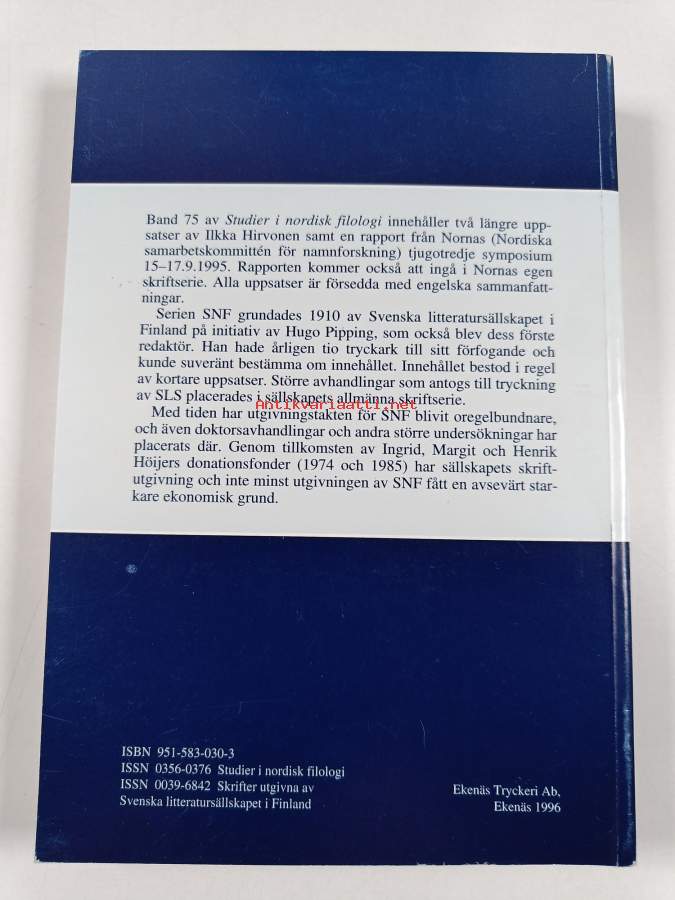 Band 75 av Studier i nordisk filologi innehåller två längre upp-
satser av Ilkka Hirvonen samt en rapport från Nornas (Nordiska
samarbetskommittén för namnforskning) tjugotredje symposium
15–17.9.1995. Rapporten kommer också att ingå i Nornas egen
skriftserie. Alla uppsatser är försedda med engelska sammanfatt-
ningar.
Serien SNF grundades 1910 av Svenska litteratursällskapet i
Finland på initiativ av Hugo Pipping, som också blev dess förste
redaktör. Han hade årligen tio tryckark till sitt förfogande och
kunde suveränt bestämma om innehållet. Innehållet bestod i regel
av kortare uppsatser. Större avhandlingar som antogs till tryckning
av SLS placerades i sällskapets allmänna skriftserie.
Antikvariaatti.net
Med tiden har utgivningstakten för SNF blivit oregelbundnare,
och även doktorsavhandlingar och andra större undersökningar har
placerats där. Genom tillkomsten av Ingrid, Margit och Henrik
Höijers donationsfonder (1974 och 1985) har sällskapets skrift-
utgivning och inte minst utgivningen av SNF fått en avsevärt star-
kare ekonomisk grund.
ISBN 951-583-030-3
ISSN 0356-0376 Studier i nordisk filologi
ISSN 0039-6842 Skrifter utgivna av
Svenska litteratursällskapet i Finland
Ekenäs Tryckeri Ab,
Ekenäs 1996